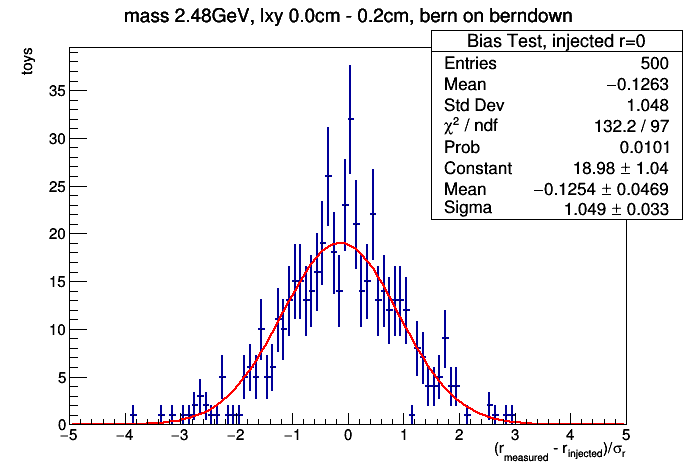 mass 2.48GeV, lxy 0.0cm - 0.2cm, bern on berndown
Bias Test, injected r=0
Entries 500
Mean −0.1263
Std Dev 1.048
χ² / ndf 132.2 / 97
Prob 0.0101
Constant 18.98 ± 1.04
Mean −0.1254 ± 0.0469
Sigma 1.049 ± 0.033
toys
35
30
25
20
15
10
5
0
−5 −4 −3 −2 −1 0 1 2 3 4 5
(r_measured - r_injected)/σ_r